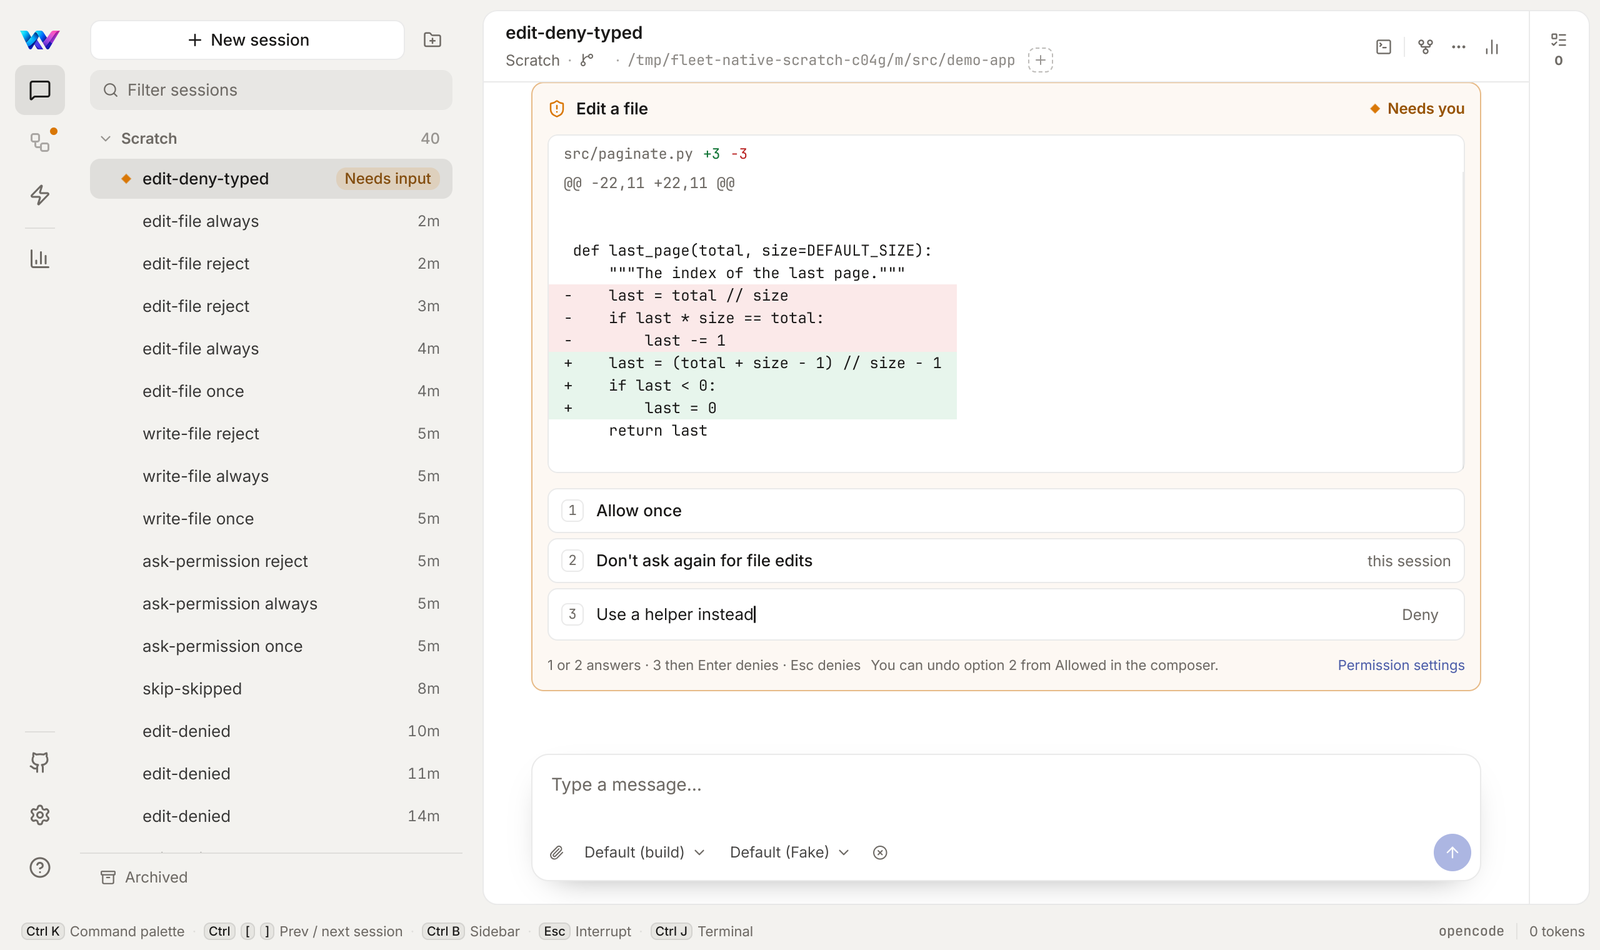 New session
Filter sessions
Scratch 40
edit-deny-typed Needs input
edit-file always 2m
edit-file reject 2m
edit-file reject 3m
edit-file always 4m
edit-file once 4m
write-file reject 5m
write-file always 5m
write-file once 5m
ask-permission reject 5m
ask-permission always 5m
ask-permission once 5m
skip-skipped 8m
edit-denied 10m
edit-denied 11m
edit-denied 14m
Archived
edit-deny-typed
Scratch · · /tmp/fleet-native-scratch-c04g/m/src/demo-app
0
Edit a file Needs you
src/paginate.py +3 -3
@@ -22,11 +22,11 @@
def last_page(total, size=DEFAULT_SIZE):
"""The index of the last page."""
- last = total // size
- if last * size == total:
- last -= 1
+ last = (total + size - 1) // size - 1
+ if last < 0:
+ last = 0
return last
1 Allow once
2 Don't ask again for file edits this session
3 Use a helper instead Deny
1 or 2 answers · 3 then Enter denies · Esc denies You can undo option 2 from Allowed in the composer. Permission settings
Type a message...
Default (build) Default (Fake)
Ctrl K Command palette Ctrl [ ] Prev / next session Ctrl B Sidebar Esc Interrupt Ctrl J Terminal opencode 0 tokens